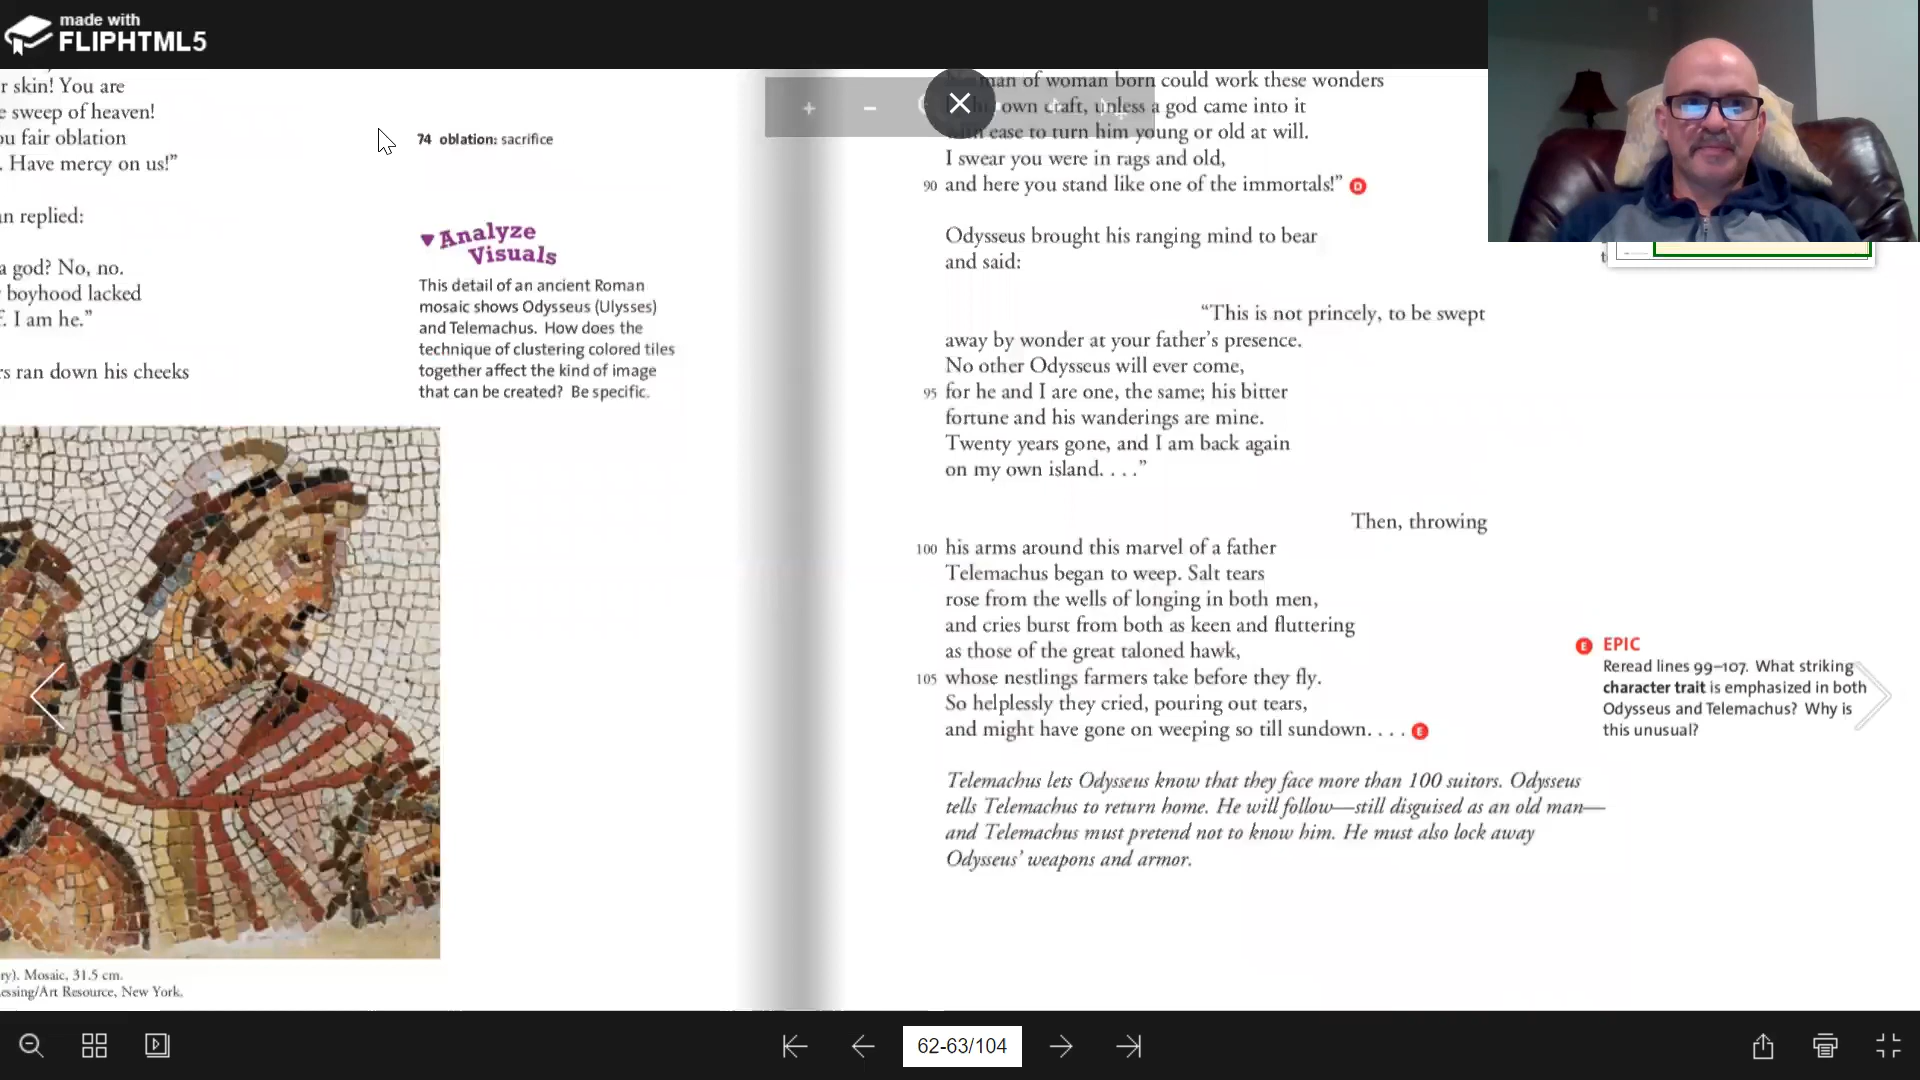 made with
FLIPHTML5
r skin! You are
e sweep of heaven!
ou fair oblation
. Have mercy on us!”
an replied:
a god? No, no.
boyhood lacked
f. I am he.”
rs ran down his cheeks
74 oblation: sacrifice
Analyze
Visuals
This detail of an ancient Roman
mosaic shows Odysseus (Ulysses)
and Telemachus. How does the
technique of clustering colored tiles
together affect the kind of image
that can be created? Be specific.
ry). Mosaic, 31.5 cm.
essing/Art Resource, New York.
man of woman born could work these wonders
own craft, unless a god came into it
with ease to turn him young or old at will.
I swear you were in rags and old,
90 and here you stand like one of the immortals!” D
Odysseus brought his ranging mind to bear
and said:
“This is not princely, to be swept
away by wonder at your father’s presence.
No other Odysseus will ever come,
95 for he and I are one, the same; his bitter
fortune and his wanderings are mine.
Twenty years gone, and I am back again
on my own island. . . .”
Then, throwing
100 his arms around this marvel of a father
Telemachus began to weep. Salt tears
rose from the wells of longing in both men,
and cries burst from both as keen and fluttering
as those of the great taloned hawk,
105 whose nestlings farmers take before they fly.
So helplessly they cried, pouring out tears,
and might have gone on weeping so till sundown. . . . E
Telemachus lets Odysseus know that they face more than 100 suitors. Odysseus
tells Telemachus to return home. He will follow—still disguised as an old man—
and Telemachus must pretend not to know him. He must also lock away
Odysseus’ weapons and armor.
E EPIC
Reread lines 99–107. What striking
character trait is emphasized in both
Odysseus and Telemachus? Why is
this unusual?
62-63/104